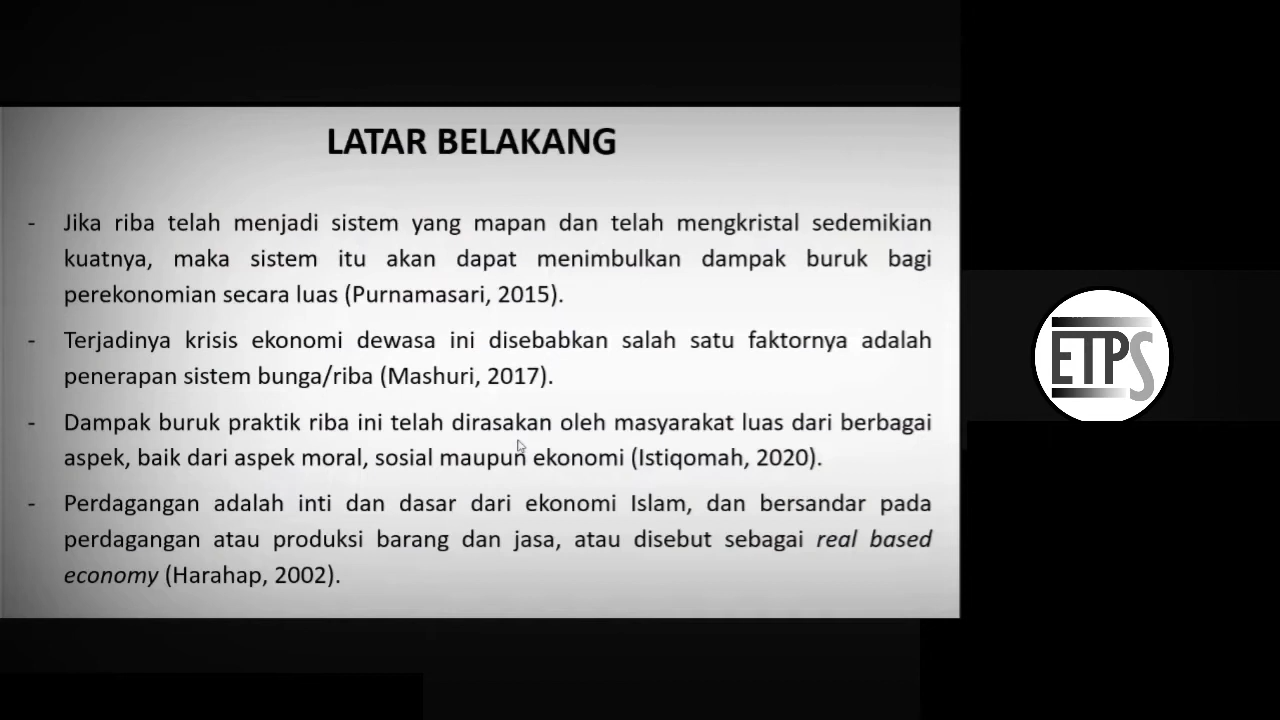 LATAR BELAKANG
- Jika riba telah menjadi sistem yang mapan dan telah mengkristal sedemikian
kuatnya, maka sistem itu akan dapat menimbulkan dampak buruk bagi
perekonomian secara luas (Purnamasari, 2015).
- Terjadinya krisis ekonomi dewasa ini disebabkan salah satu faktornya adalah
penerapan sistem bunga/riba (Mashuri, 2017).
- Dampak buruk praktik riba ini telah dirasakan oleh masyarakat luas dari berbagai
aspek, baik dari aspek moral, sosial maupun ekonomi (Istiqomah, 2020).
- Perdagangan adalah inti dan dasar dari ekonomi Islam, dan bersandar pada
perdagangan atau produksi barang dan jasa, atau disebut sebagai real based
economy (Harahap, 2002).
ETPS